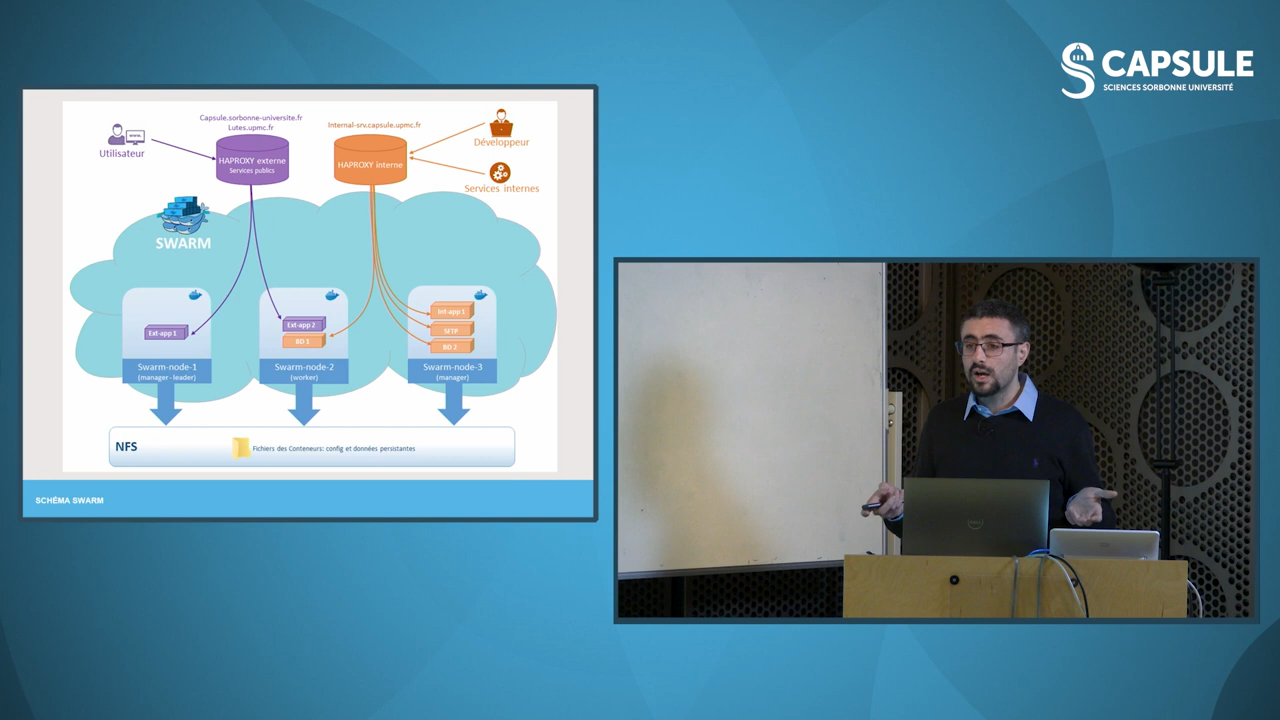 CAPSULE
SCIENCES SORBONNE UNIVERSITÉ
Capsule.sorbonne-universite.fr
Lutes.upmc.fr
Internal-srv.capsule.upmc.fr
www.
Utilisateur
HAPROXY externe
Services publics
HAPROXY interne
Développeur
Services internes
SWARM
Ext-app 1
Ext-app 2
BD 1
Int-app 1
SFTP
BD 2
Swarm-node-1
(manager - leader)
Swarm-node-2
(worker)
Swarm-node-3
(manager)
NFS
Fichiers des Conteneurs: config et données persistantes
SCHÉMA SWARM
DELL